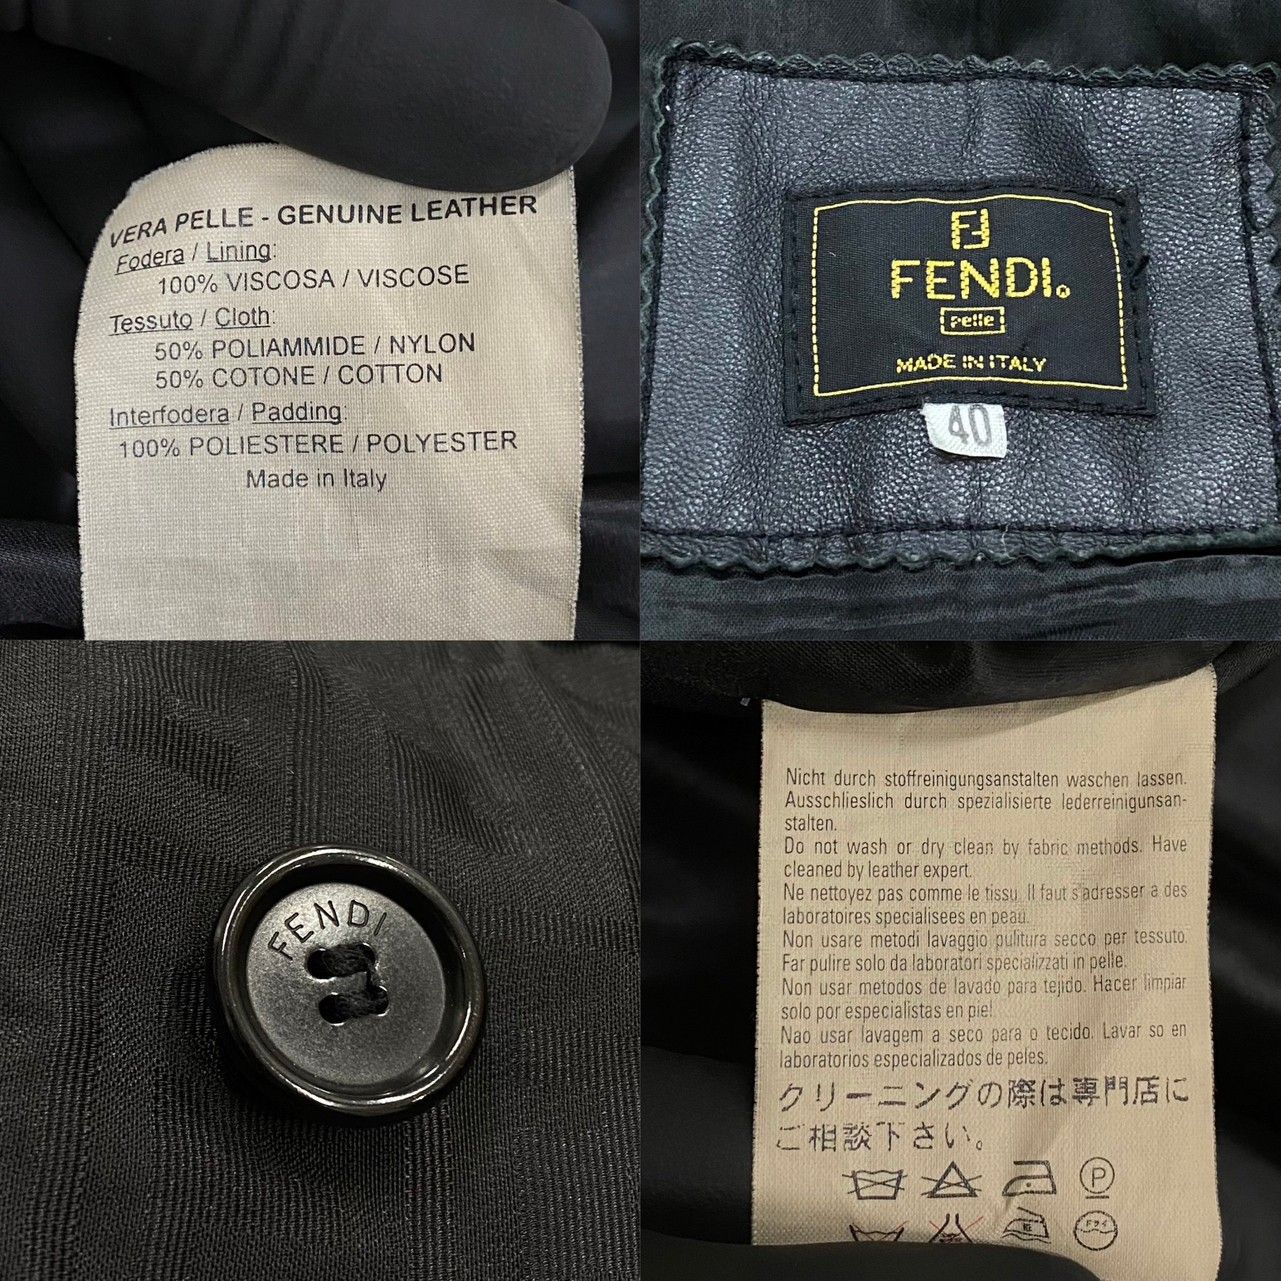 VERA PELLE - GENUINE LEATHER
Fodera / Lining:
100% VISCOSA / VISCOSE
Tessuto / Cloth:
50% POLIAMMIDE / NYLON
50% COTONE / COTTON
Interfodera / Padding:
100% POLIESTERE / POLYESTER
Made in Italy
FENDI®
pelle
MADE IN ITALY
40
FENDI
Nicht durch stoffreinigungsanstalten waschen lassen.
Ausschlieslich durch spezialisierte lederreinigunsan-
stalten.
Do not wash or dry clean by fabric methods. Have
cleaned by leather expert.
Ne nettoyez pas comme le tissu. Il faut s'adresser a des
laboratoires specialisees en peau.
Non usare metodi lavaggio pulitura secco per tessuto.
Far pulire solo da laboratori specializzati in pelle.
Non usar metodos de lavado para tejido. Hacer limpiar
solo por especialistas en piel.
Nao usar lavagem a seco para o tecido. Lavar so en
laboratorios especializados de peles.
クリーニングの際は専門店に
ご相談下さい。
P
ドライ